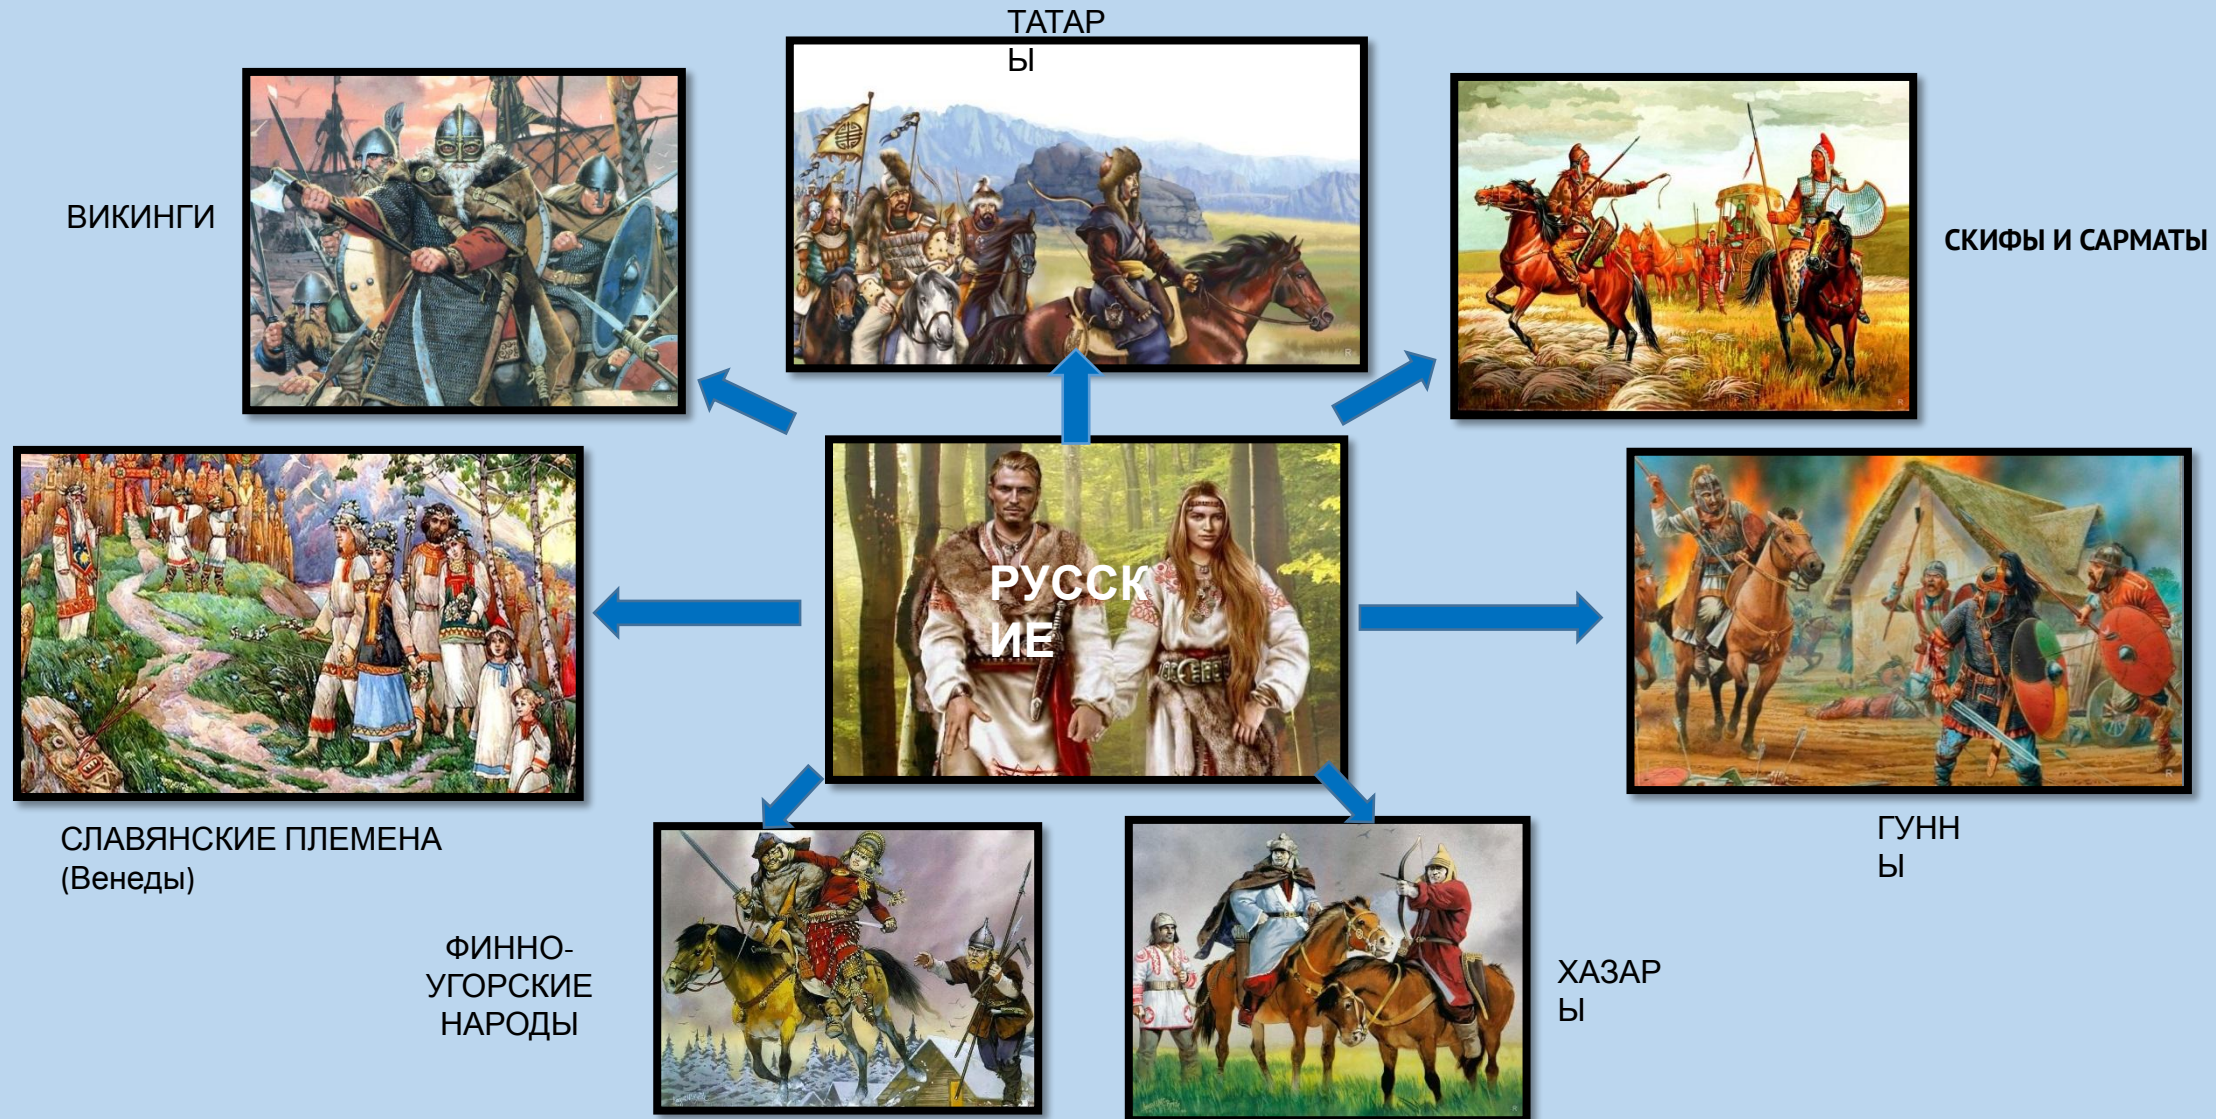 ТАТАР
Ы
ВИКИНГИ
СКИФЫ И САРМАТЫ
РУССК
ИЕ
СЛАВЯНСКИЕ ПЛЕМЕНА
(Венеды)
ГУНН
Ы
ФИННО-
УГОРСКИЕ
НАРОДЫ
ХАЗАР
Ы